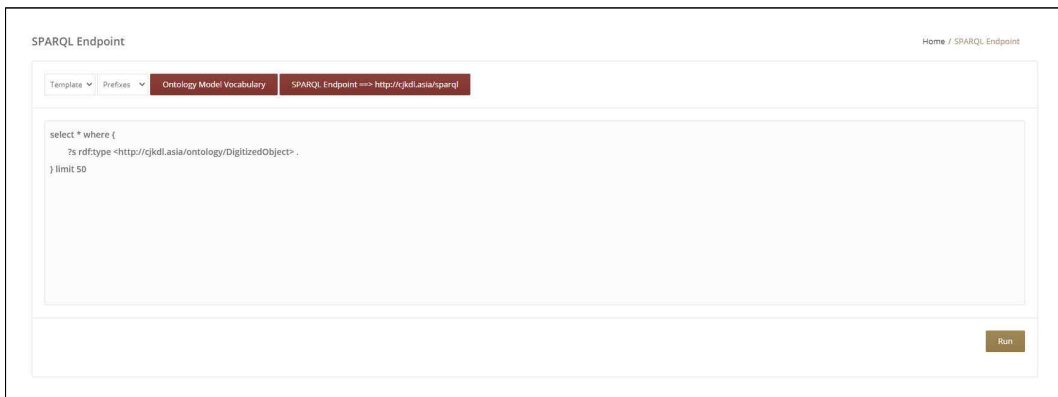 SPARQL Endpoint
Home / SPARQL Endpoint
Template Prefixes Ontology Model Vocabulary SPARQL Endpoint ==> http://cjkdl.asia/sparql
select * where {
?s rdf:type <http://cjkdl.asia/ontology/DigitizedObject> .
} limit 50
Run